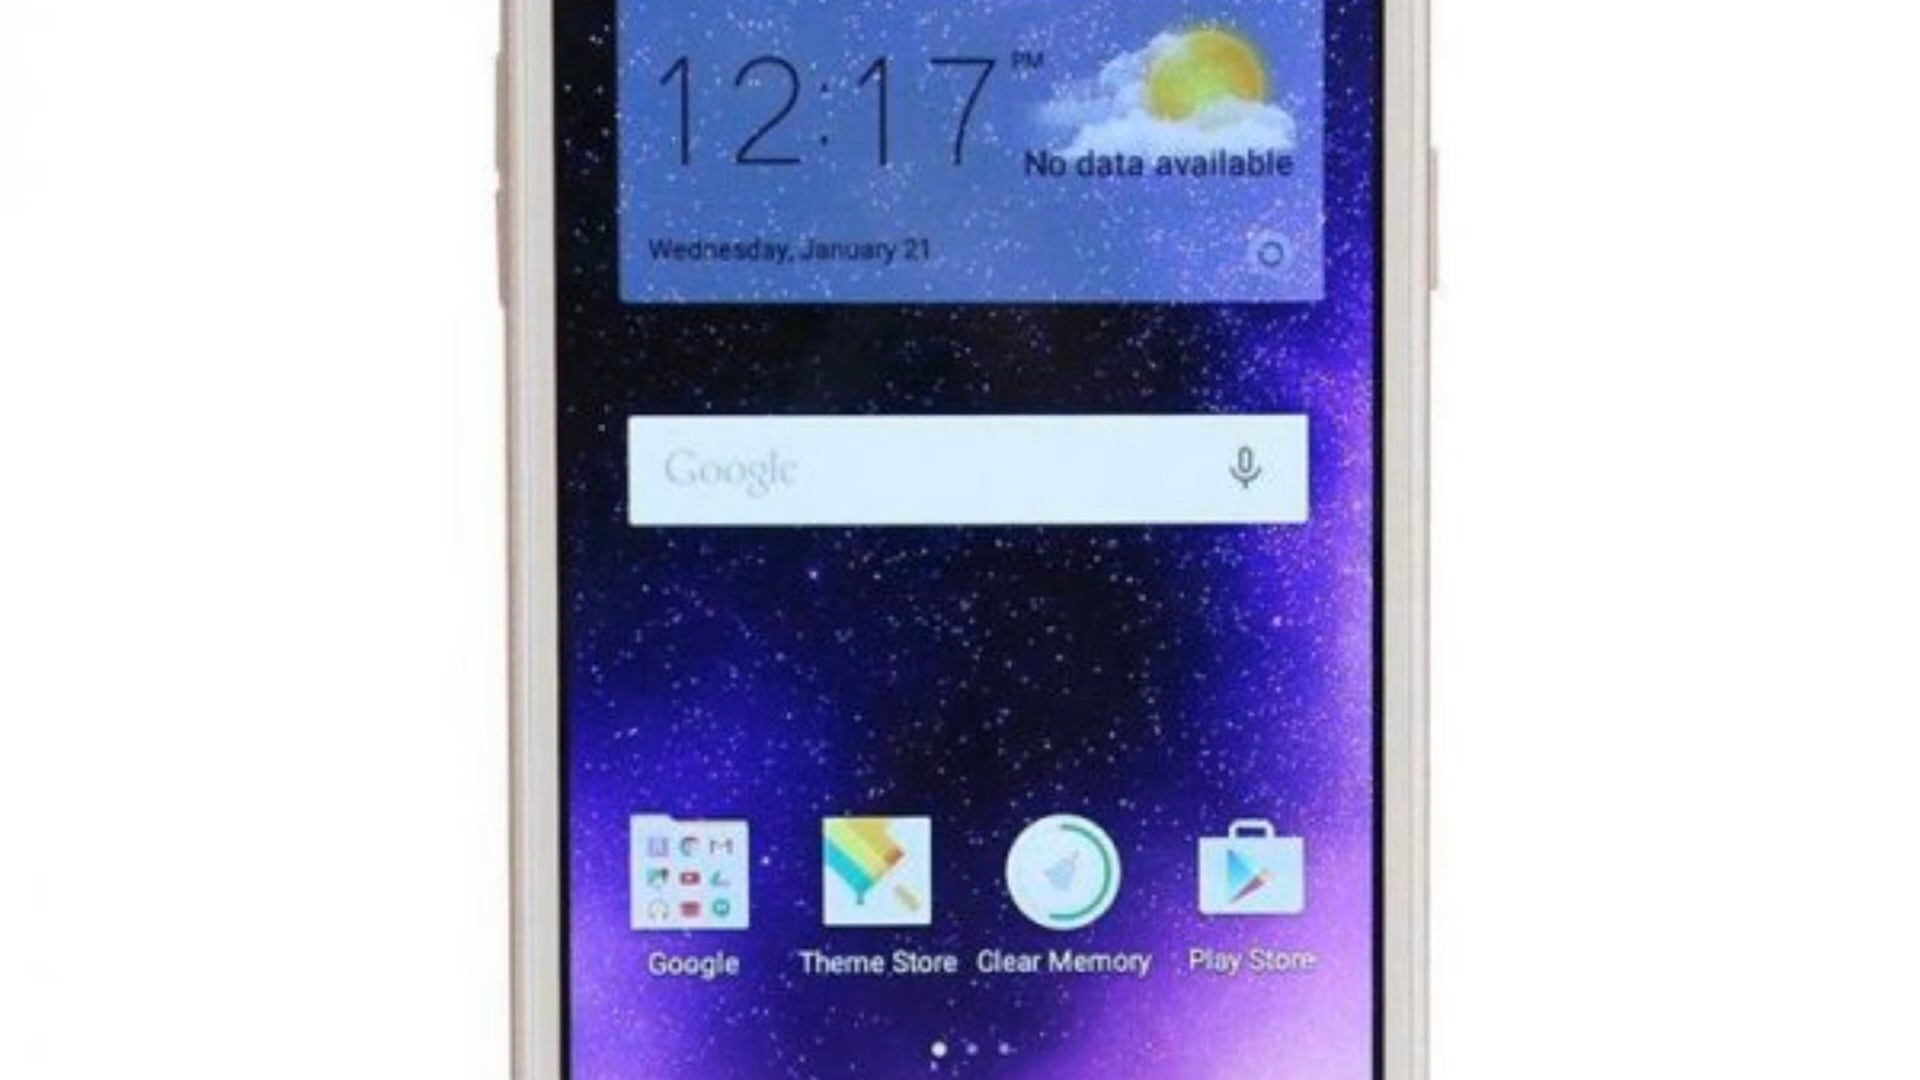 12:17 PM
No data available
Wednesday, January 21
Google
Google
Theme Store
Clear Memory
Play Store